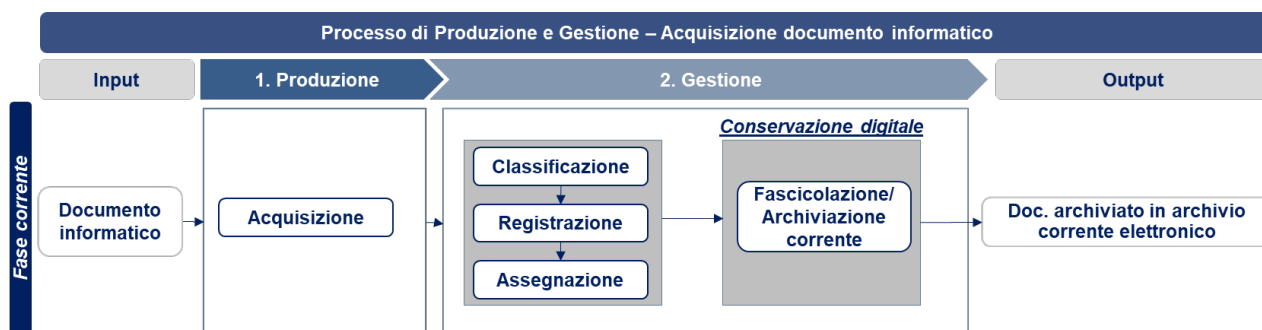 Processo di Produzione e Gestione – Acquisizione documento informatico
Input
1. Produzione
2. Gestione
Output
Fase corrente
Documento
informatico
Acquisizione
Classificazione
Registrazione
Assegnazione
Conservazione digitale
Fascicolazione/
Archiviazione
corrente
Doc. archiviato in archivio
corrente elettronico